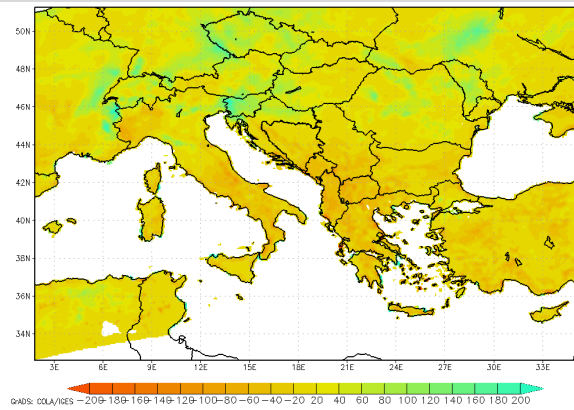 50N
48N
46N
44N
42N
40N
38N
36N
34N
3E 6E 9E 12E 15E 18E 21E 24E 27E 30E 33E
GrADS: COLA/IGES -200-180-160-140-120-100-80 -60 -40 -20 20 40 60 80 100 120 140 160 180 200